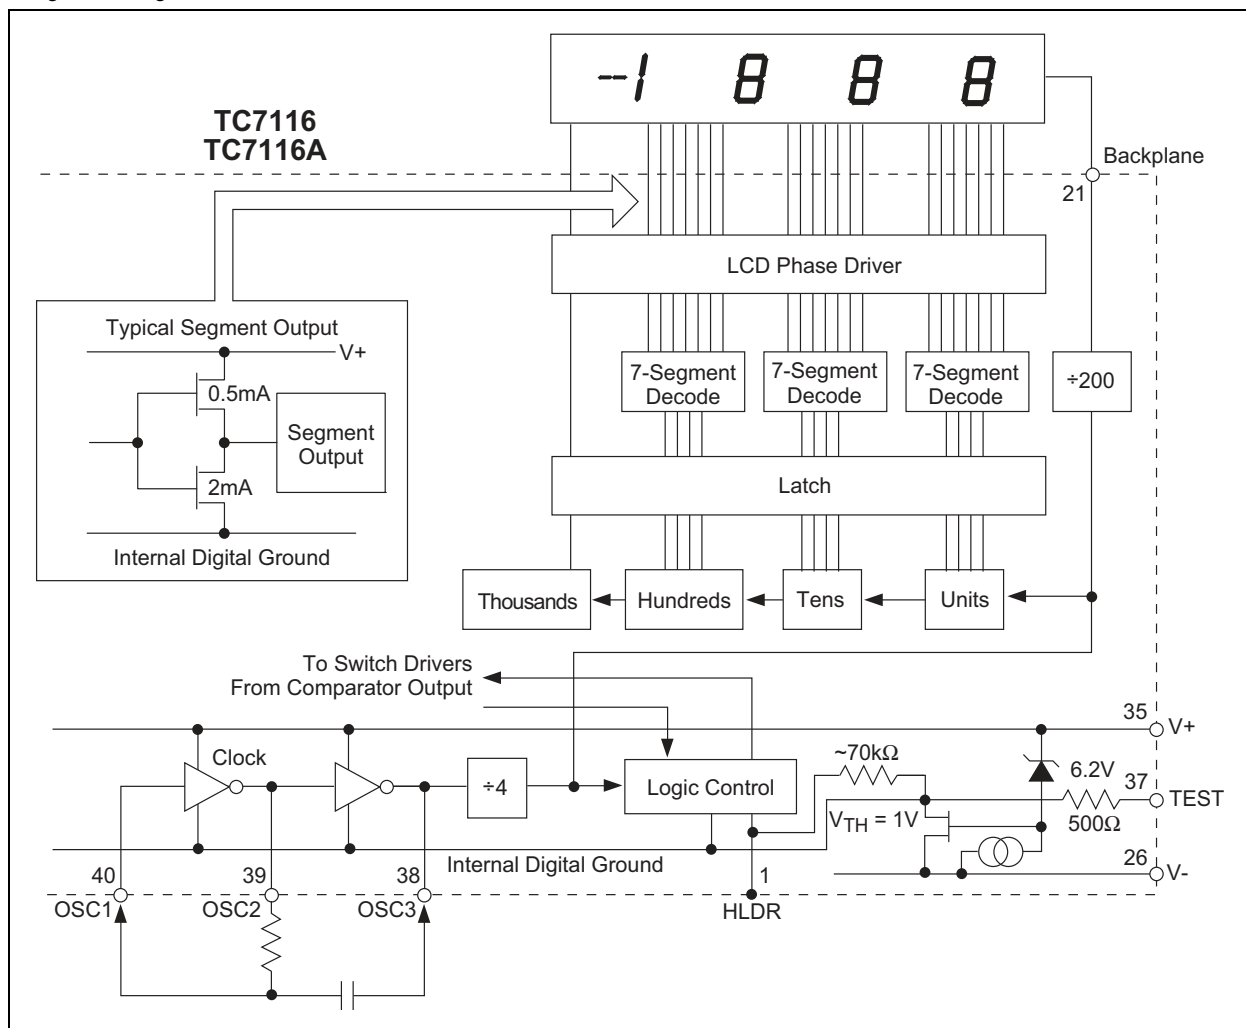 -1 8 8 8
TC7116
TC7116A
Backplane
21
LCD Phase Driver
Typical Segment Output
V+
0.5mA
Segment
Output
2mA
Internal Digital Ground
7-Segment
Decode
7-Segment
Decode
7-Segment
Decode
÷200
Latch
Thousands
Hundreds
Tens
Units
To Switch Drivers
From Comparator Output
35
V+
Clock
~70kΩ
6.2V
÷4
Logic Control
37
TEST
VTH = 1V
500Ω
Internal Digital Ground
26
V-
40
39
38
1
OSC1
OSC2
OSC3
HLDR